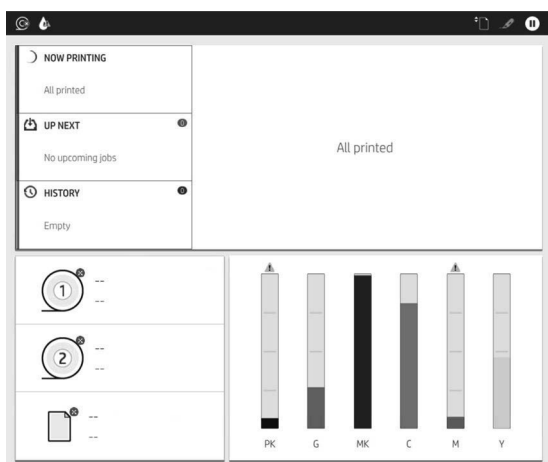 NOW PRINTING
All printed
UP NEXT
0
No upcoming jobs
HISTORY
0
Empty
All printed
1
--
--
2
--
--
--
--
PK G MK C M Y